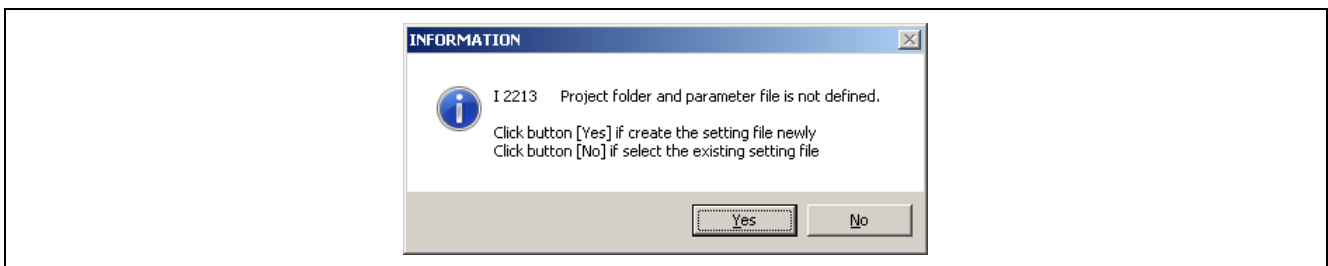 INFORMATION
I 2213 Project folder and parameter file is not defined.
Click button [Yes] if create the setting file newly
Click button [No] if select the existing setting file
Yes No